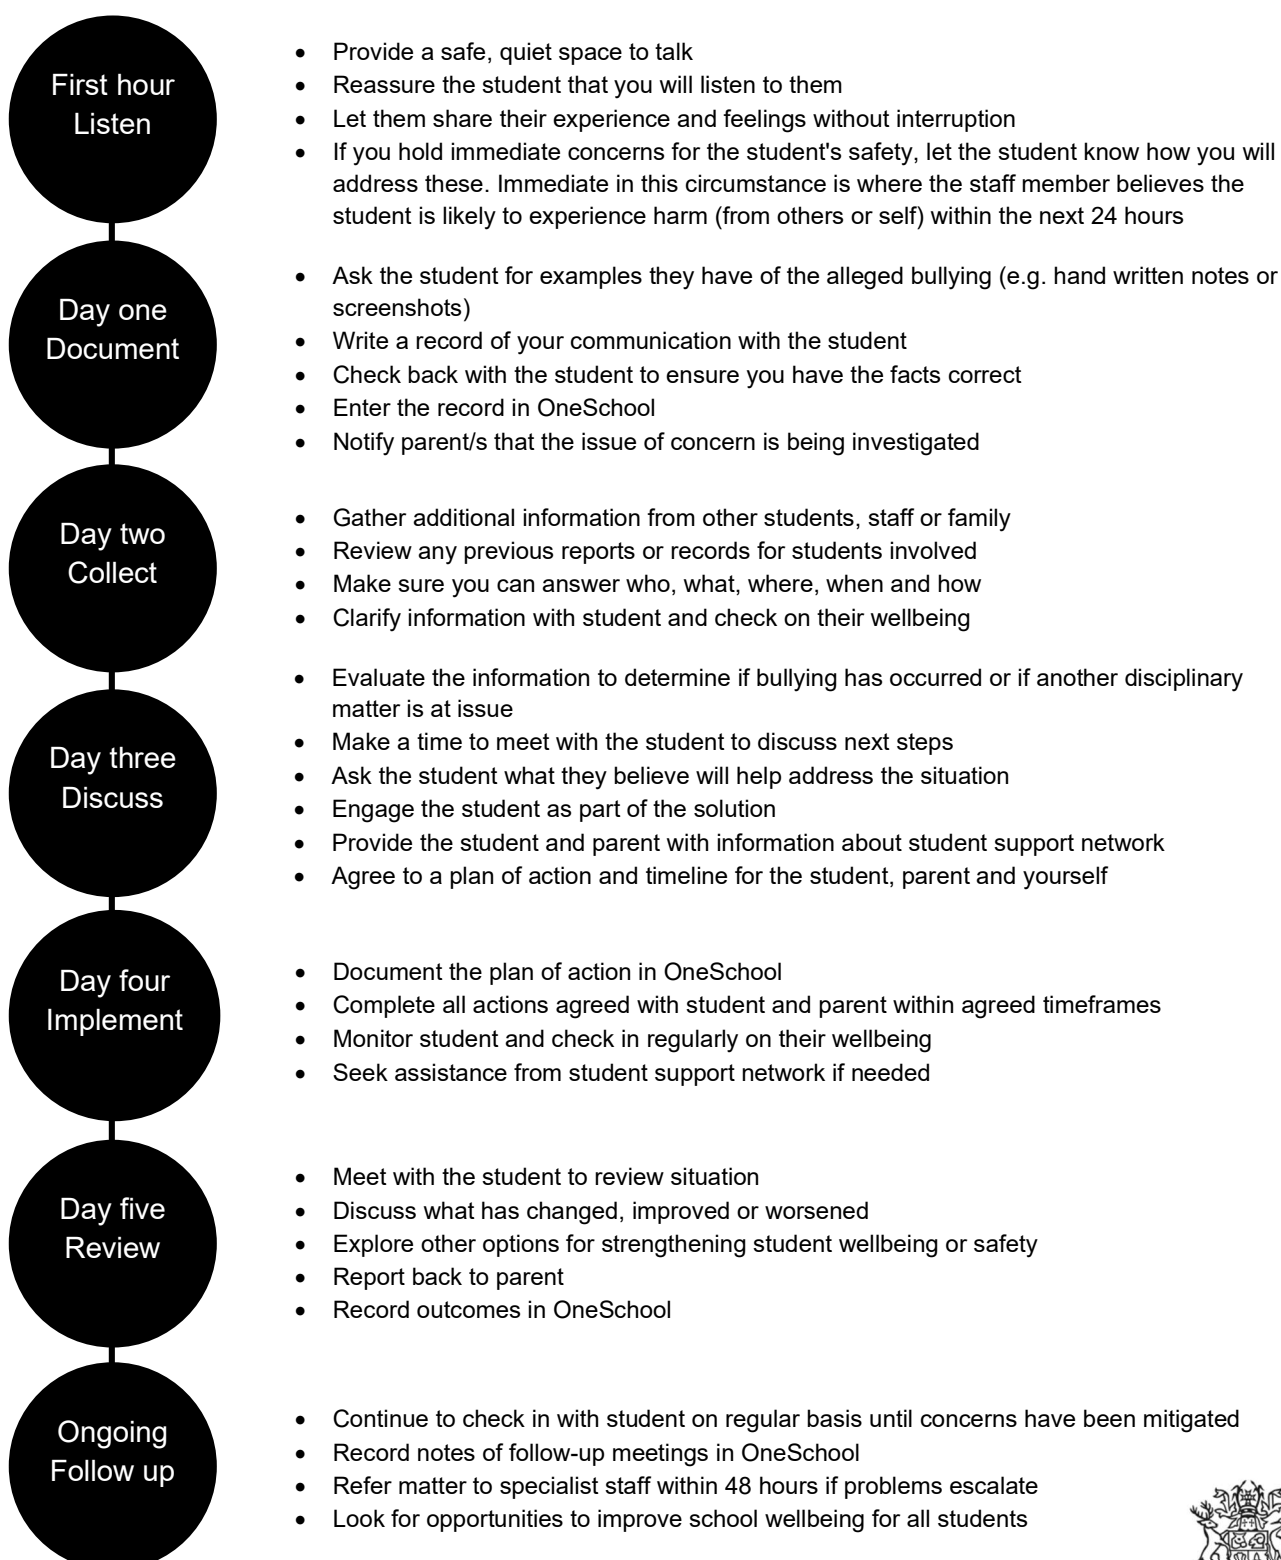 First hour
Listen
• Provide a safe, quiet space to talk
• Reassure the student that you will listen to them
• Let them share their experience and feelings without interruption
• If you hold immediate concerns for the student's safety, let the student know how you will
address these. Immediate in this circumstance is where the staff member believes the
student is likely to experience harm (from others or self) within the next 24 hours
Day one
Document
• Ask the student for examples they have of the alleged bullying (e.g. hand written notes or
screenshots)
• Write a record of your communication with the student
• Check back with the student to ensure you have the facts correct
• Enter the record in OneSchool
• Notify parent/s that the issue of concern is being investigated
Day two
Collect
• Gather additional information from other students, staff or family
• Review any previous reports or records for students involved
• Make sure you can answer who, what, where, when and how
• Clarify information with student and check on their wellbeing
Day three
Discuss
• Evaluate the information to determine if bullying has occurred or if another disciplinary
matter is at issue
• Make a time to meet with the student to discuss next steps
• Ask the student what they believe will help address the situation
• Engage the student as part of the solution
• Provide the student and parent with information about student support network
• Agree to a plan of action and timeline for the student, parent and yourself
Day four
Implement
• Document the plan of action in OneSchool
• Complete all actions agreed with student and parent within agreed timeframes
• Monitor student and check in regularly on their wellbeing
• Seek assistance from student support network if needed
Day five
Review
• Meet with the student to review situation
• Discuss what has changed, improved or worsened
• Explore other options for strengthening student wellbeing or safety
• Report back to parent
• Record outcomes in OneSchool
Ongoing
Follow up
• Continue to check in with student on regular basis until concerns have been mitigated
• Record notes of follow-up meetings in OneSchool
• Refer matter to specialist staff within 48 hours if problems escalate
• Look for opportunities to improve school wellbeing for all students